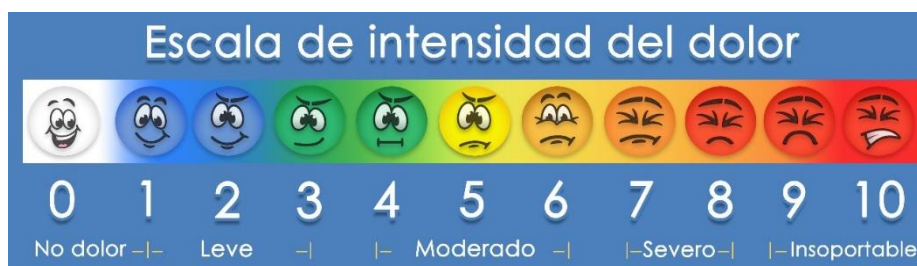 Escala de intensidad del dolor
0 1 2 3 4 5 6 7 8 9 10
No dolor -|- Leve -| |- Moderado -| |-Severo-| |-Insoportable